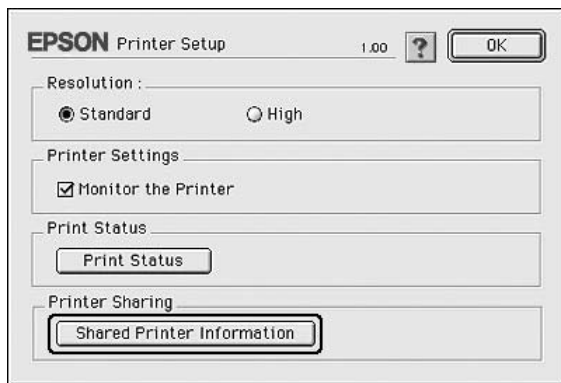 EPSON Printer Setup 1.00 ? OK
Resolution :
Standard High
Printer Settings
Monitor the Printer
Print Status
Print Status
Printer Sharing
Shared Printer Information